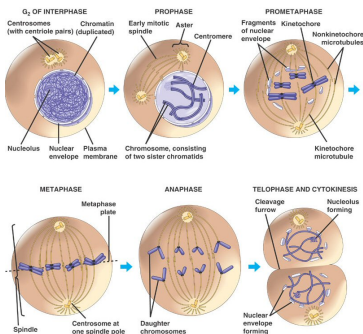 G₂ OF INTERPHASE
Centrosomes
(with centriole pairs)
Chromatin
(duplicated)
Nucleolus
Nuclear
envelope
Plasma
membrane
PROPHASE
Early mitotic
spindle
Aster
Centromere
Chromosome, consisting
of two sister chromatids
PROMETAPHASE
Fragments
of nuclear
envelope
Kinetochore
Nonkinetochore
microtubules
Kinetochore
microtubule
METAPHASE
Metaphase
plate
Spindle
Centrosome at
one spindle pole
ANAPHASE
Daughter
chromosomes
TELOPHASE AND CYTOKINESIS
Cleavage
furrow
Nucleolus
forming
Nuclear
envelope
forming